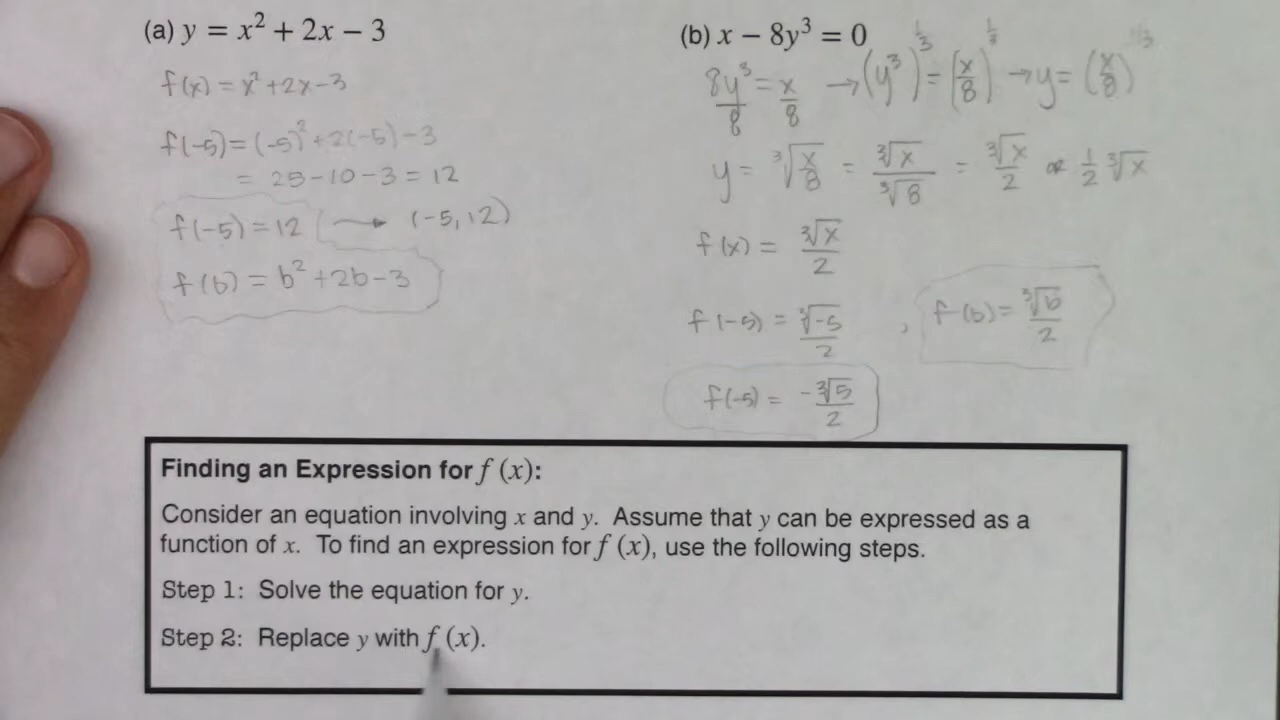 (a) y = x² + 2x − 3
f(x) = x² + 2x − 3
f(-5) = (-5)² + 2(-5) − 3
= 25 − 10 − 3 = 12
f(-5) = 12 → (-5, 12)
f(b) = b² + 2b − 3
(b) x − 8y³ = 0
8y³/8 = x/8 → (y³)^(1/3) = (x/8)^(1/3) → y = (x/8)^(1/3)
y = ∛(x/8) = ∛x/∛8 = ∛x/2 or 1/2 ∛x
f(x) = ∛x/2
f(-5) = ∛-5/2 , f(b) = ∛b/2
f(-5) = -∛5/2
Finding an Expression for f (x):
Consider an equation involving x and y. Assume that y can be expressed as a
function of x. To find an expression for f (x), use the following steps.
Step 1: Solve the equation for y.
Step 2: Replace y with f (x).